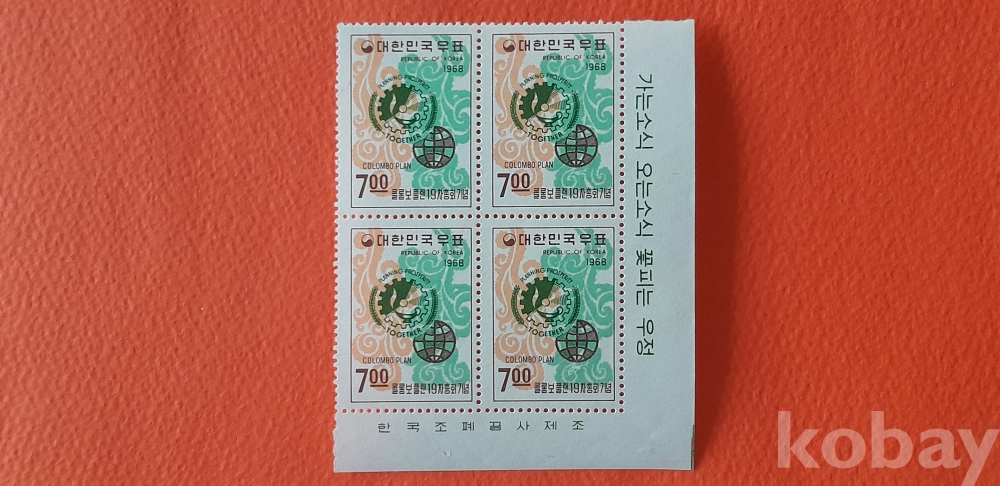 대한민국우표
REPUBLIC OF KOREA
1968
PLANNING PROSPERITY
TOGETHER
COLOMBO PLAN
7.00
콜롬보플랜19차총회기념
대한민국우표
REPUBLIC OF KOREA
1968
PLANNING PROSPERITY
TOGETHER
COLOMBO PLAN
7.00
콜롬보플랜19차총회기념
대한민국우표
REPUBLIC OF KOREA
1968
PLANNING PROSPERITY
TOGETHER
COLOMBO PLAN
7.00
콜롬보플랜19차총회기념
대한민국우표
REPUBLIC OF KOREA
1968
PLANNING PROSPERITY
TOGETHER
COLOMBO PLAN
7.00
콜롬보플랜19차총회기념
가는소식 오는소식 꽃피는 우정
한국조폐공사제조
kobay